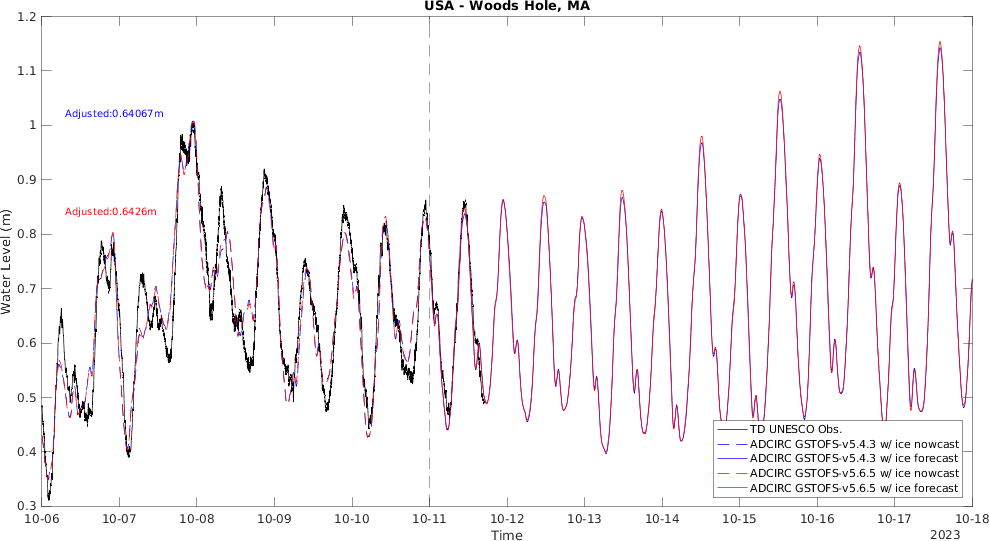 USA - Woods Hole, MA
Water Level (m)
1.2
1.1
1
0.9
0.8
0.7
0.6
0.5
0.4
0.3
Adjusted:0.64067m
Adjusted:0.6426m
TD UNESCO Obs.
ADCIRC GSTOFS-v5.4.3 w/ ice nowcast
ADCIRC GSTOFS-v5.4.3 w/ ice forecast
ADCIRC GSTOFS-v5.6.5 w/ ice nowcast
ADCIRC GSTOFS-v5.6.5 w/ ice forecast
10-06 10-07 10-08 10-09 10-10 10-11 10-12 10-13 10-14 10-15 10-16 10-17 10-18
Time
2023